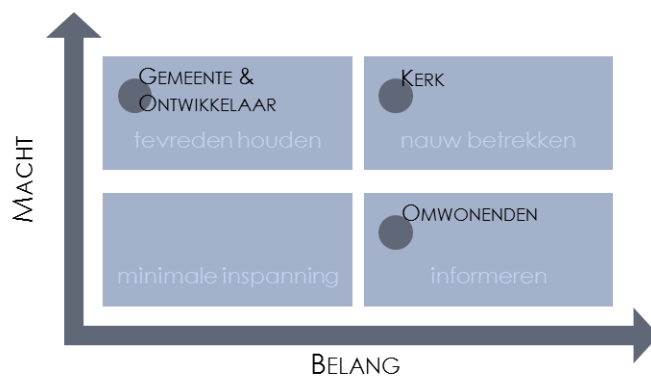 Gemeente &
Ontwikkelaar
tevreden houden
Kerk
nauw betrekken
Macht
Omwonenden
minimale inspanning
informeren
Belang